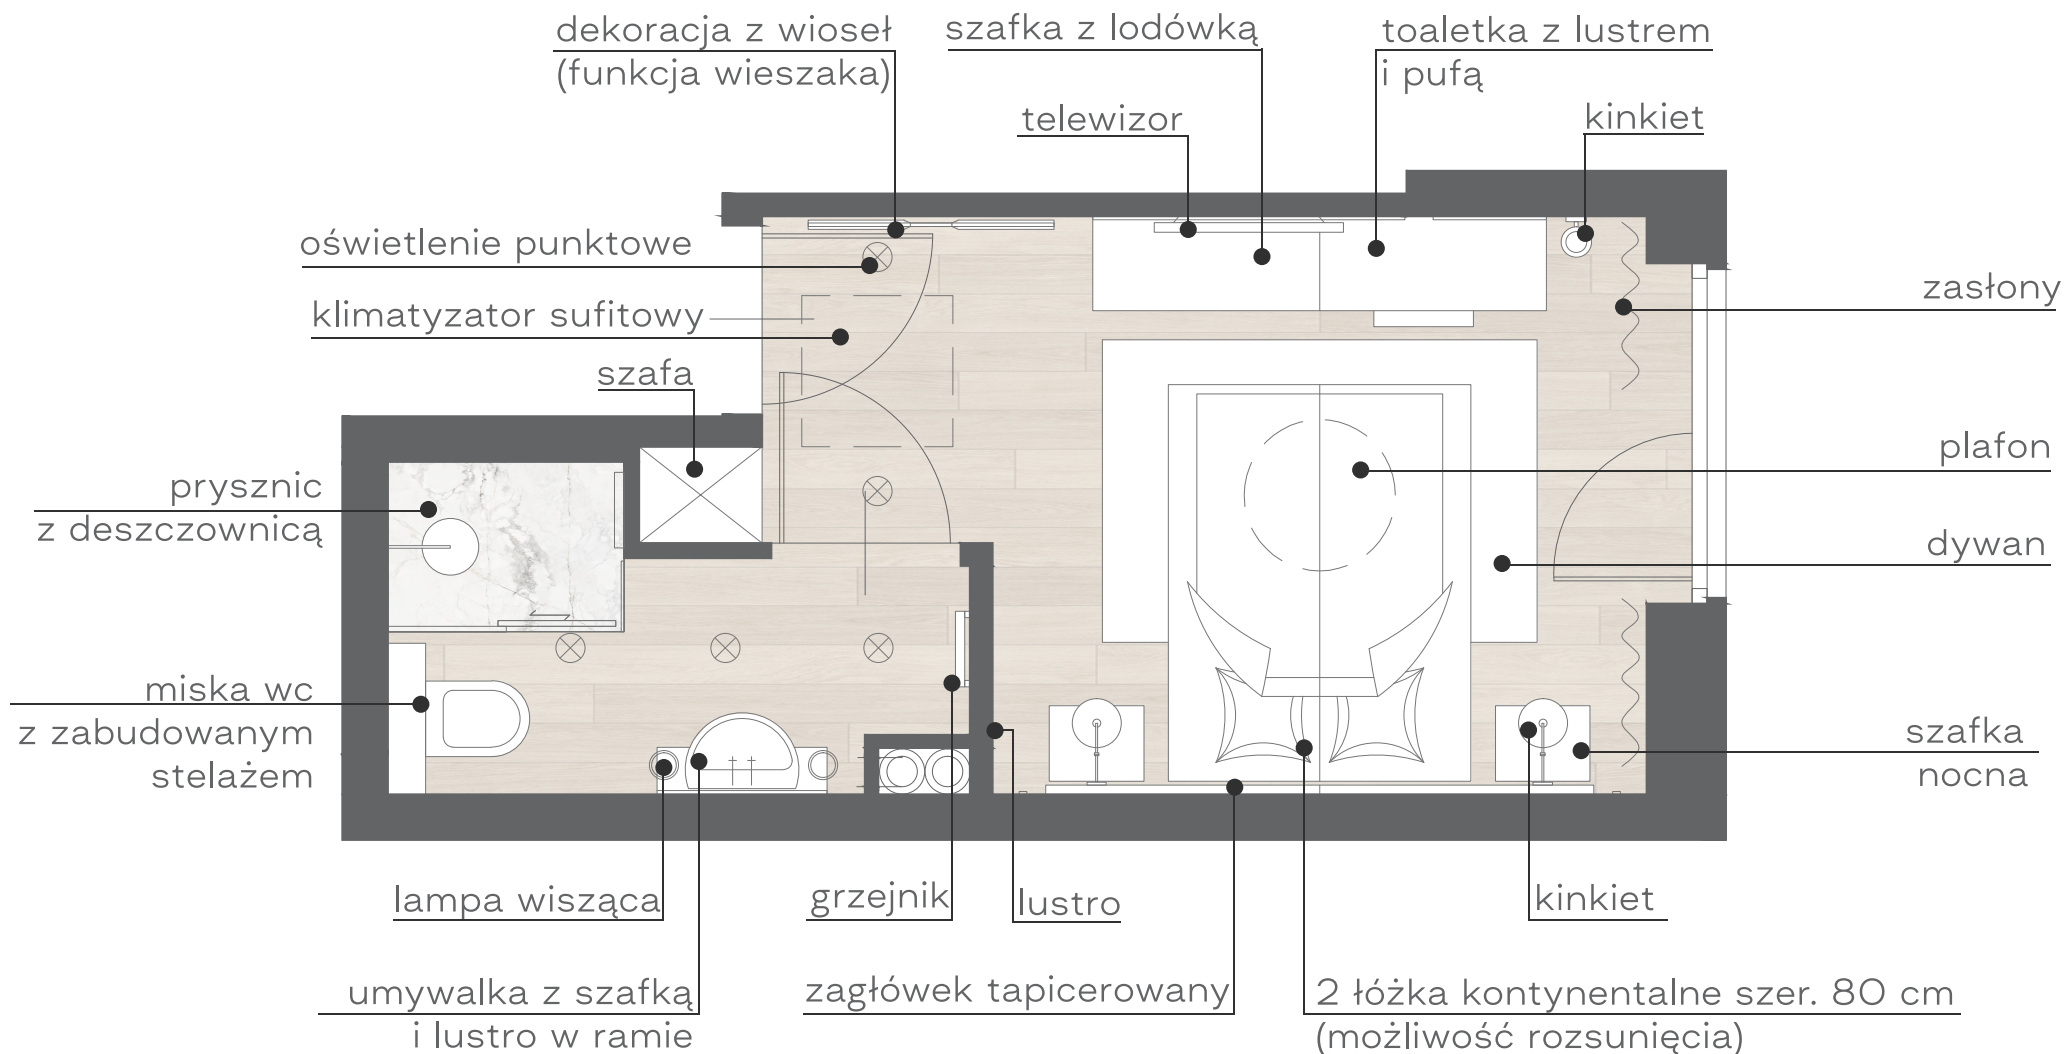 dekoracja z wioseł
(funkcja wieszaka)
szafka z lodówką
toaletka z lustrem
i pufą
telewizor
kinkiet
oświetlenie punktowe
klimatyzator sufitowy
zasłony
szafa
plafon
prysznic
z deszczownicą
dywan
miska wc
z zabudowanym
stelażem
szafka
nocna
lampa wisząca
grzejnik
lustro
kinkiet
umywalka z szafką
i lustro w ramie
zagłówek tapicerowany
2 łóżka kontynentalne szer. 80 cm
(możliwość rozsunięcia)